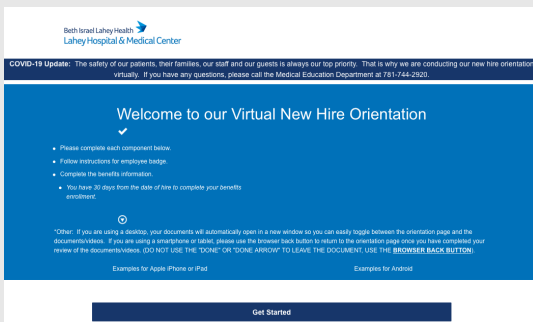 Beth Israel Lahey Health
Lahey Hospital & Medical Center
COVID-19 Update: The safety of our patients, their families, our staff and our guests is always our top priority. That is why we are conducting our new hire orientation
virtually. If you have any questions, please call the Medical Education Department at 781-744-2920.
Welcome to our Virtual New Hire Orientation
Please complete each component below.
Follow instructions for employee badge.
Complete the benefits information.
You have 30 days from the date of hire to complete your benefits
enrollment.
*Other: If you are using a desktop, your documents will automatically open in a new window so you can easily toggle between the orientation page and the
documents/videos. If you are using a smartphone or tablet, please use the browser back button to return to the orientation page once you have completed your
review of the documents/videos. (DO NOT USE THE "DONE" OR "DONE ARROW" TO LEAVE THE DOCUMENT, USE THE BROWSER BACK BUTTON).
Examples for Apple iPhone or iPad
Examples for Android
Get Started